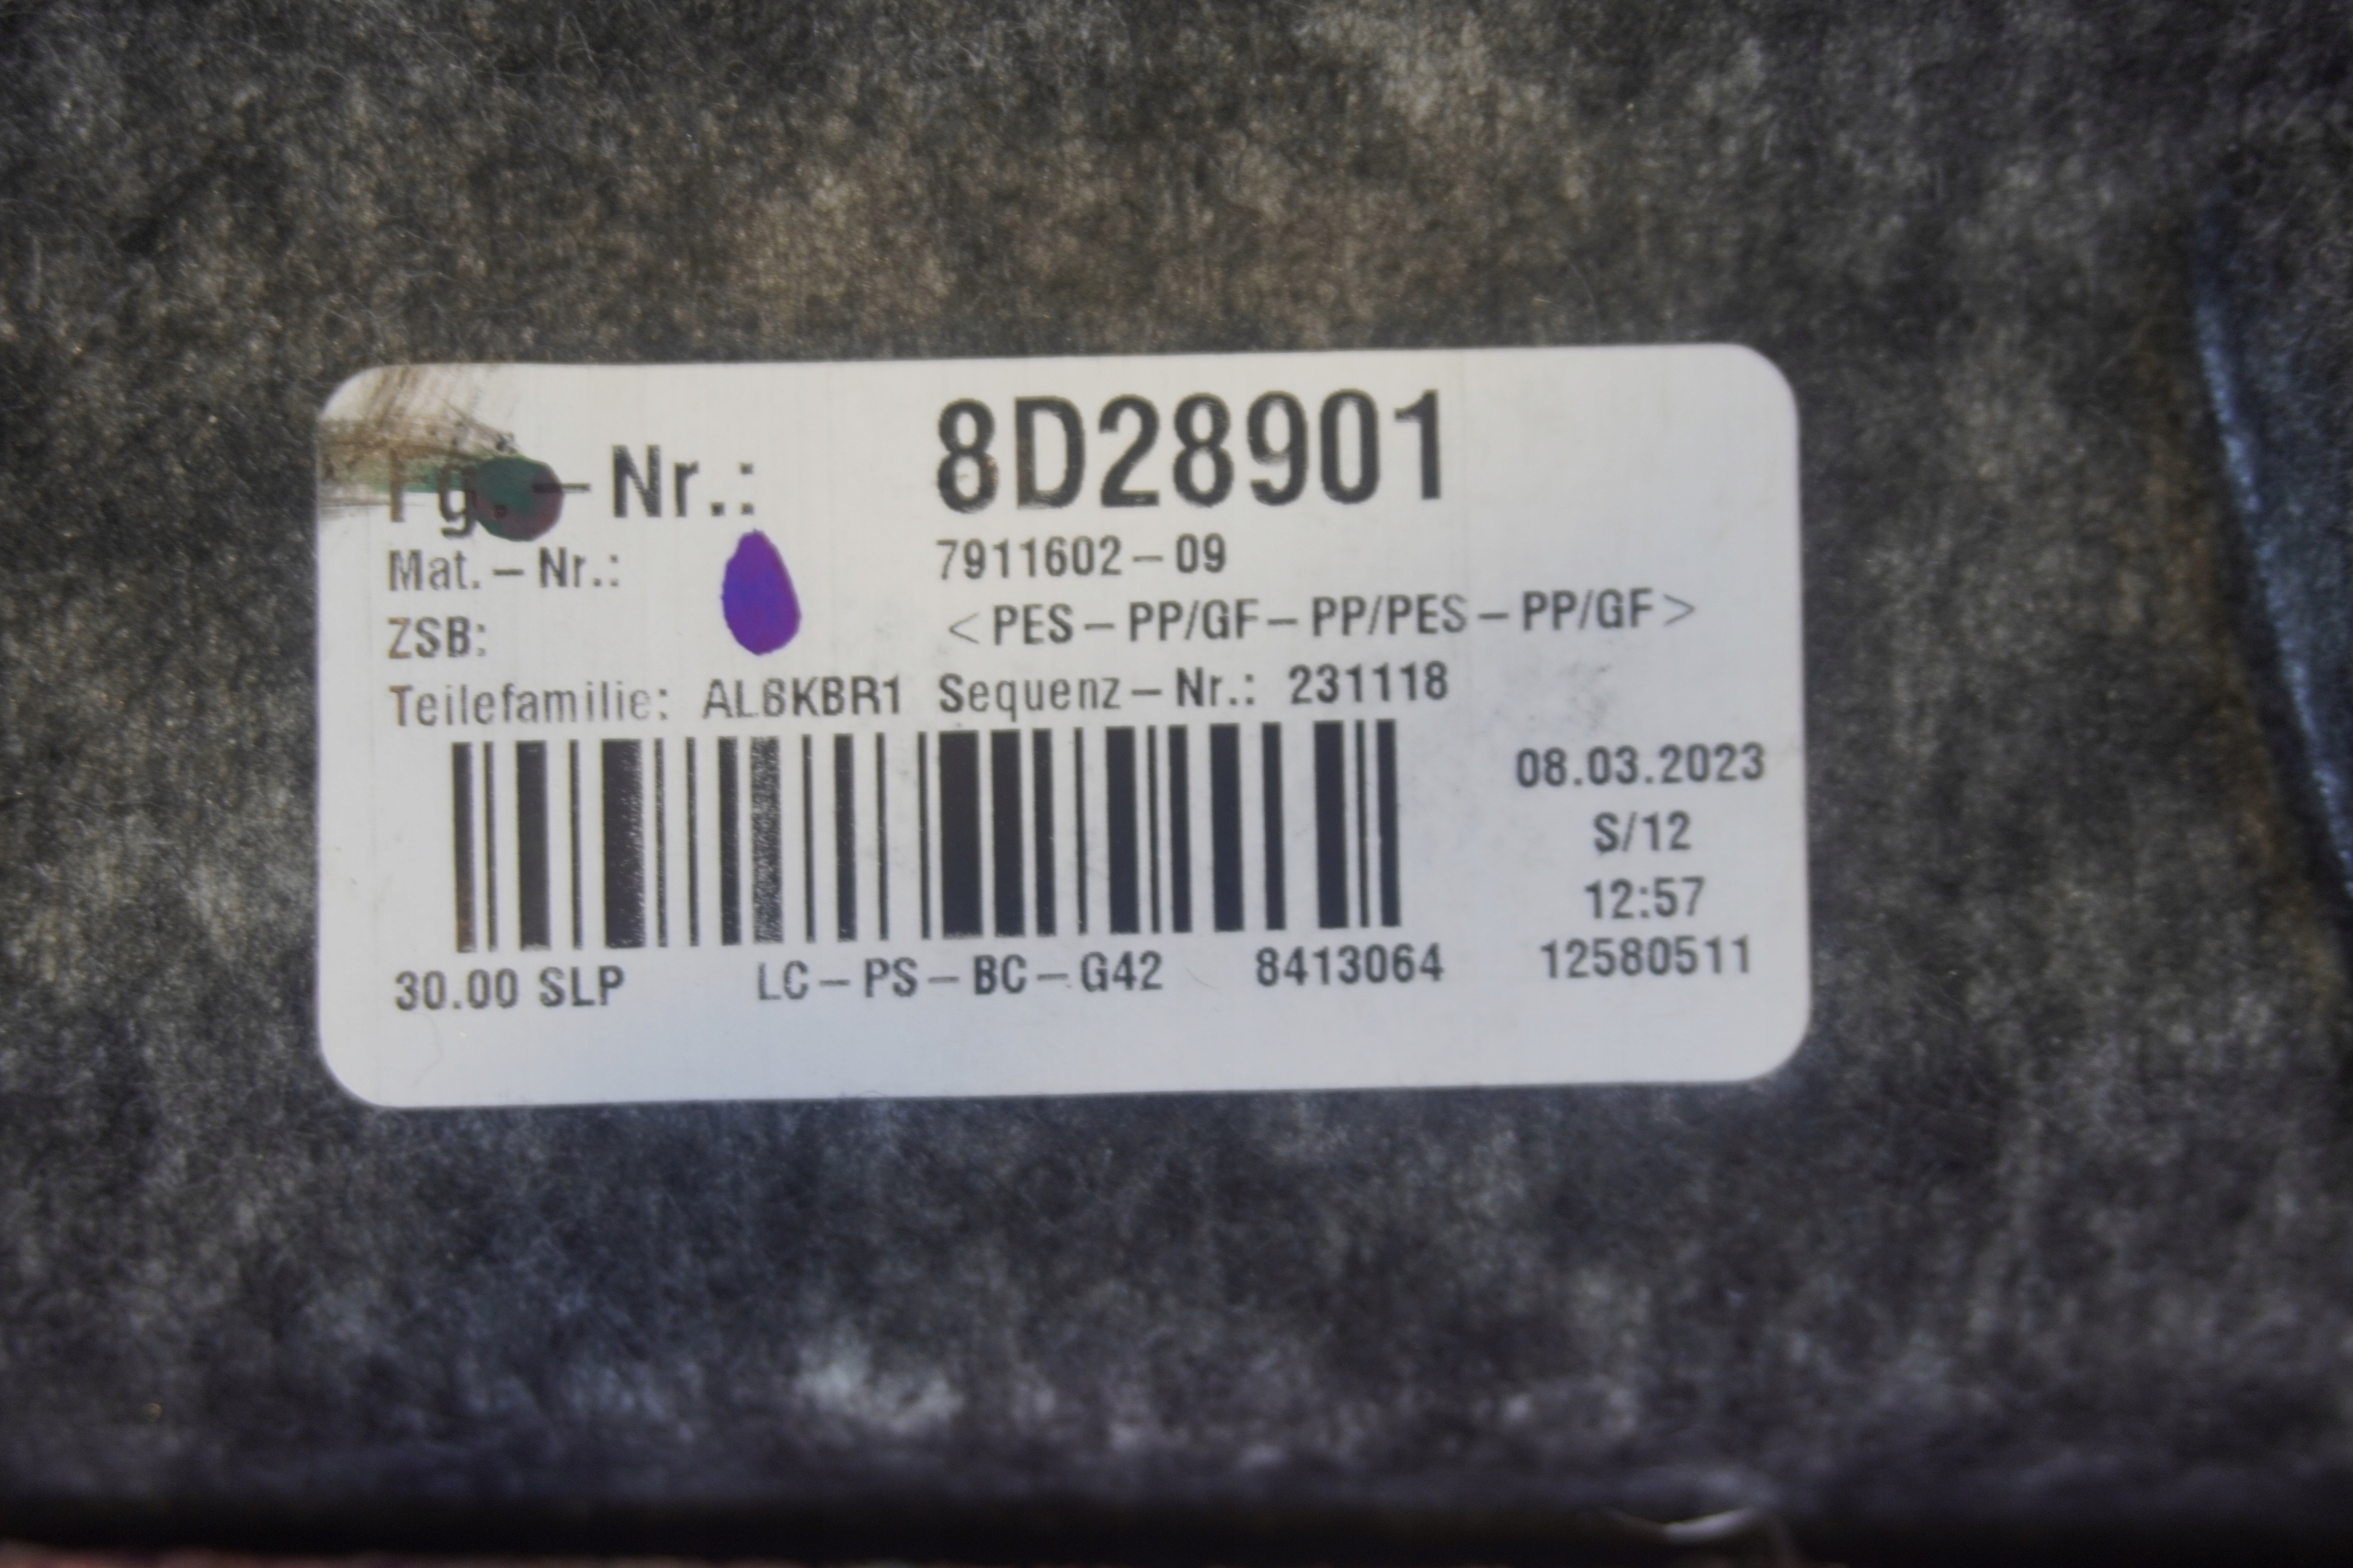 Fg.-Nr.: 8D28901
Mat.-Nr.: 7911602-09
ZSB: <PES-PP/GF-PP/PES-PP/GF>
Teilefamilie: AL6KBR1 Sequenz-Nr.: 231118
08.03.2023
S/12
12:57
30.00 SLP LC-PS-BC-G42 8413064 12580511